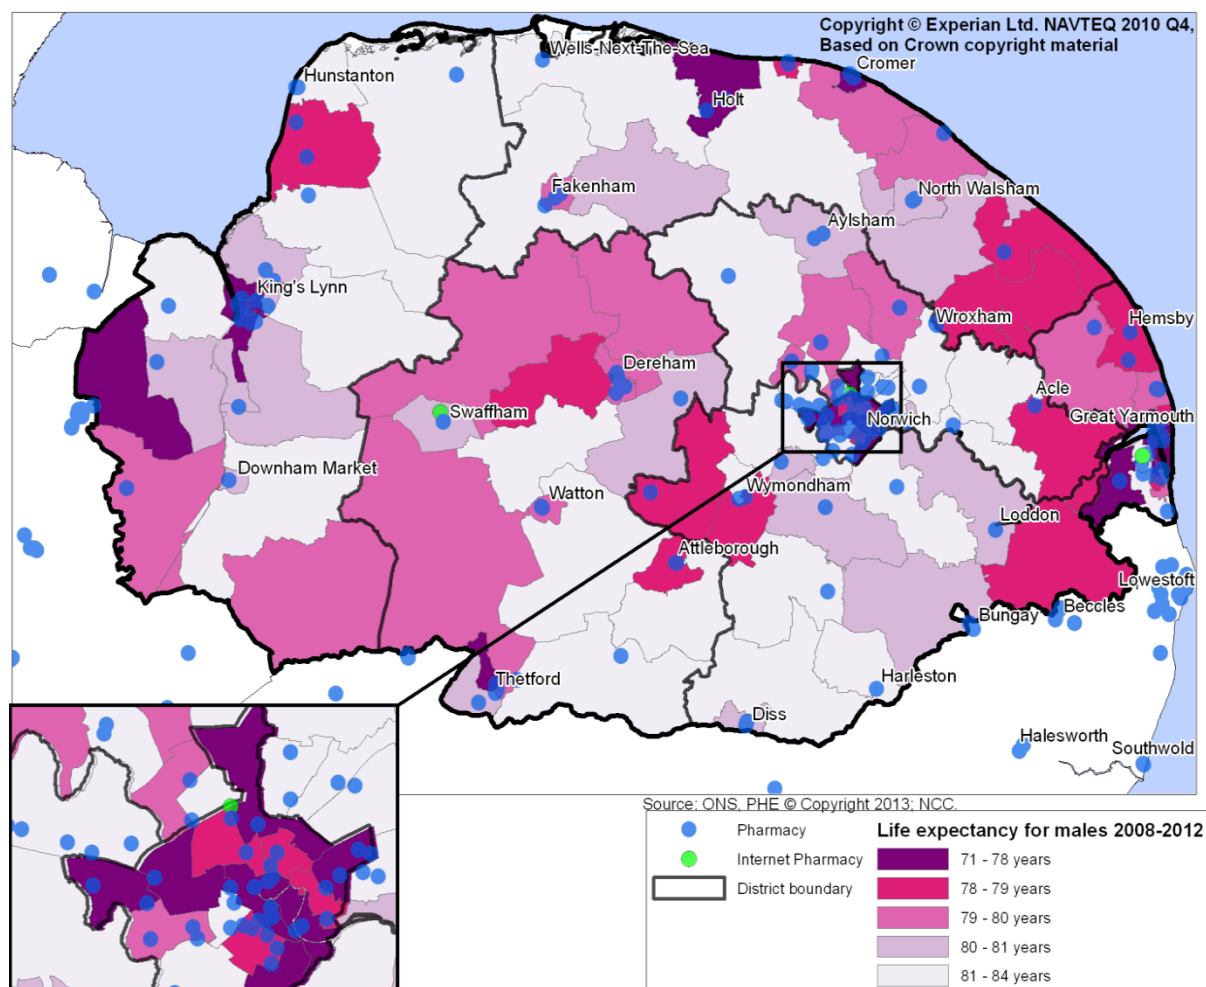 Copyright © Experian Ltd. NAVTEQ 2010 Q4,
Based on Crown copyright material
Wells-Next-The-Sea
Cromer
Hunstanton
Holt
Fakenham
North Walsham
Aylsham
King's Lynn
Wroxham
Hemsby
Dereham
Acle
Swaffham
Norwich
Great Yarmouth
Downham Market
Watton
Wymondham
Loddon
Attleborough
Lowestoft
Bungay
Beccles
Thetford
Harleston
Diss
Halesworth
Southwold
Source: ONS, PHE © Copyright 2013; NCC.
Pharmacy
Internet Pharmacy
District boundary
Life expectancy for males 2008-2012
71 - 78 years
78 - 79 years
79 - 80 years
80 - 81 years
81 - 84 years